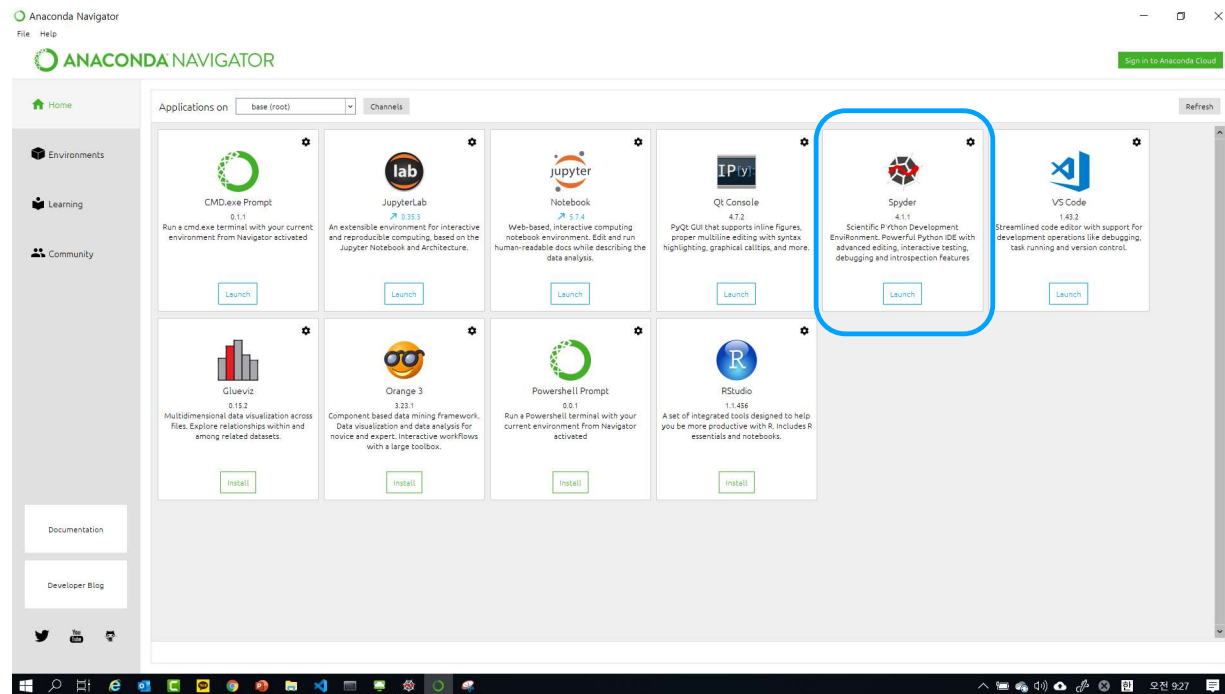 Anaconda Navigator
File Help
ANACONDA NAVIGATOR
Sign in to Anaconda Cloud
Home
Environments
Learning
Community
Documentation
Developer Blog
You
Tube
Applications on base (root) Channels
Refresh
CMD.exe Prompt
0.1.1
Run a cmd.exe terminal with your current
environment from Navigator activated
Launch
lab
JupyterLab
0.35.3
An extensible environment for interactive
and reproducible computing, based on the
Jupyter Notebook and Architecture.
Launch
jupyter
Notebook
5.7.4
Web-based, interactive computing
notebook environment. Edit and run
human-readable docs while describing the
data analysis.
Launch
IP[y]:
Qt Console
4.7.2
PyQt GUI that supports inline figures,
proper multiline editing with syntax
highlighting, graphical calltips, and more.
Launch
Spyder
4.1.1
Scientific PYthon Development
EnviRonment. Powerful Python IDE with
advanced editing, interactive testing,
debugging and introspection features
Launch
VS Code
1.43.2
Streamlined code editor with support for
development operations like debugging,
task running and version control.
Launch
Glueviz
0.15.2
Multidimensional data visualization across
files. Explore relationships within and
among related datasets.
Install
Orange 3
3.23.1
Component based data mining framework.
Data visualization and data analysis for
novice and expert. Interactive workflows
with a large toolbox.
Install
Powershell Prompt
0.0.1
Run a Powershell terminal with your
current environment from Navigator
activated
Install
R
RStudio
1.1.456
A set of integrated tools designed to help
you be more productive with R. Includes R
essentials and notebooks.
Install
한 오전 9:27